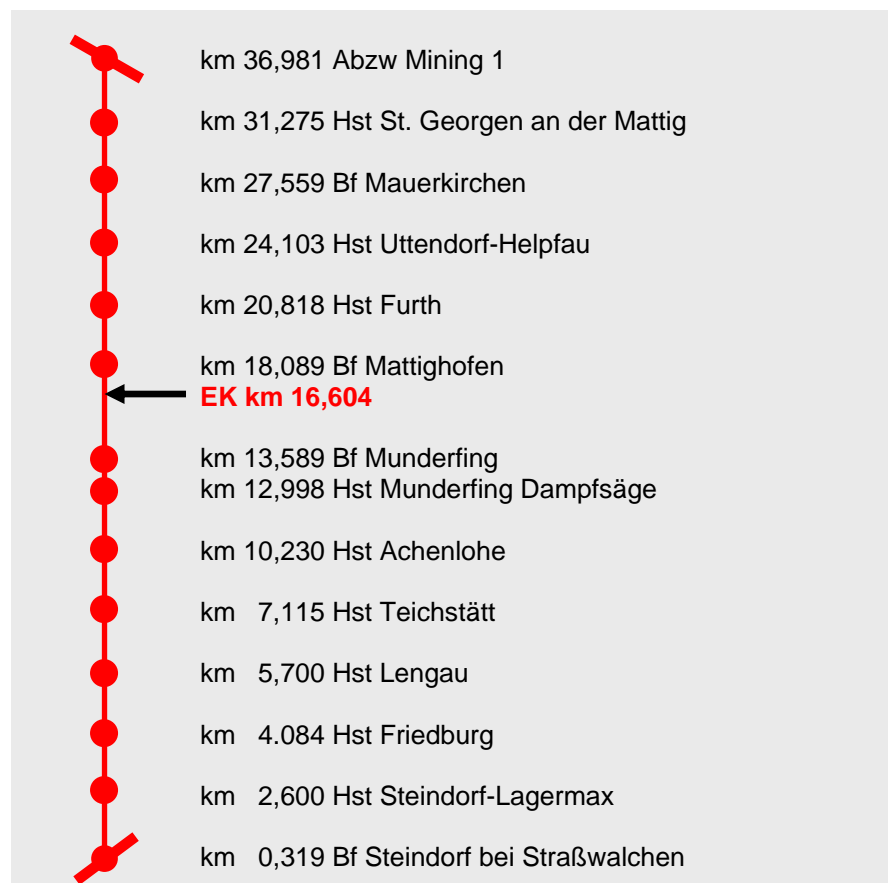 km 36,981 Abzw Mining 1
km 31,275 Hst St. Georgen an der Mattig
km 27,559 Bf Mauerkirchen
km 24,103 Hst Uttendorf-Helpfau
km 20,818 Hst Furth
km 18,089 Bf Mattighofen
EK km 16,604
km 13,589 Bf Munderfing
km 12,998 Hst Munderfing Dampfsäge
km 10,230 Hst Achenlohe
km 7,115 Hst Teichstätt
km 5,700 Hst Lengau
km 4.084 Hst Friedburg
km 2,600 Hst Steindorf-Lagermax
km 0,319 Bf Steindorf bei Straßwalchen